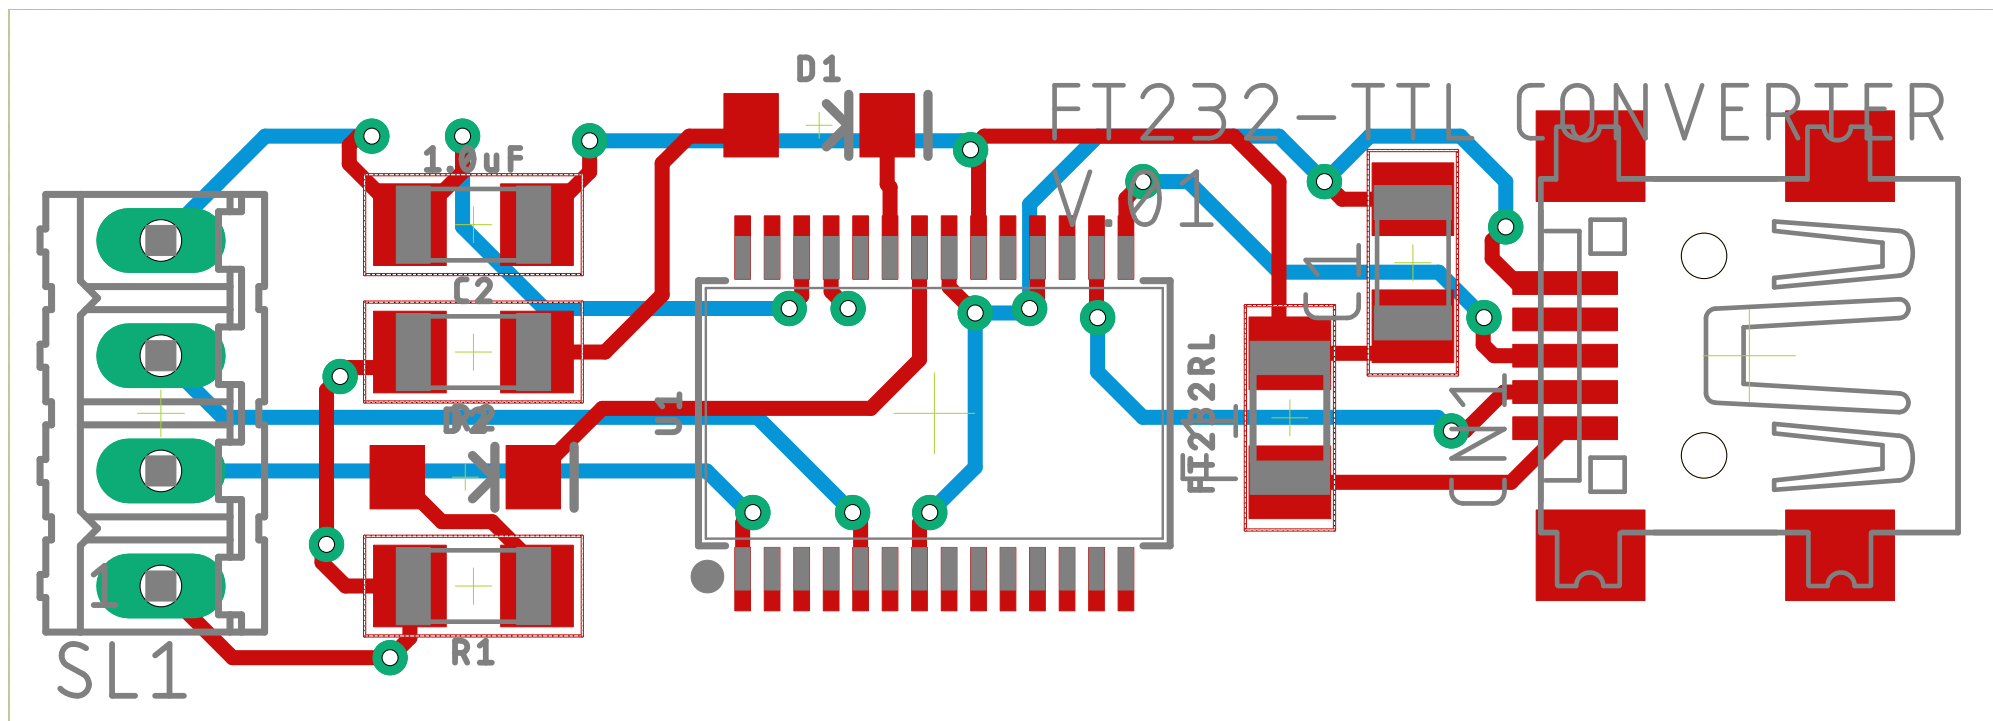 D1
FT232-TTL CONVERTER
V.01
1.0uF
C2
C1
FT232RL
U1
CN1
1
R1
SL1